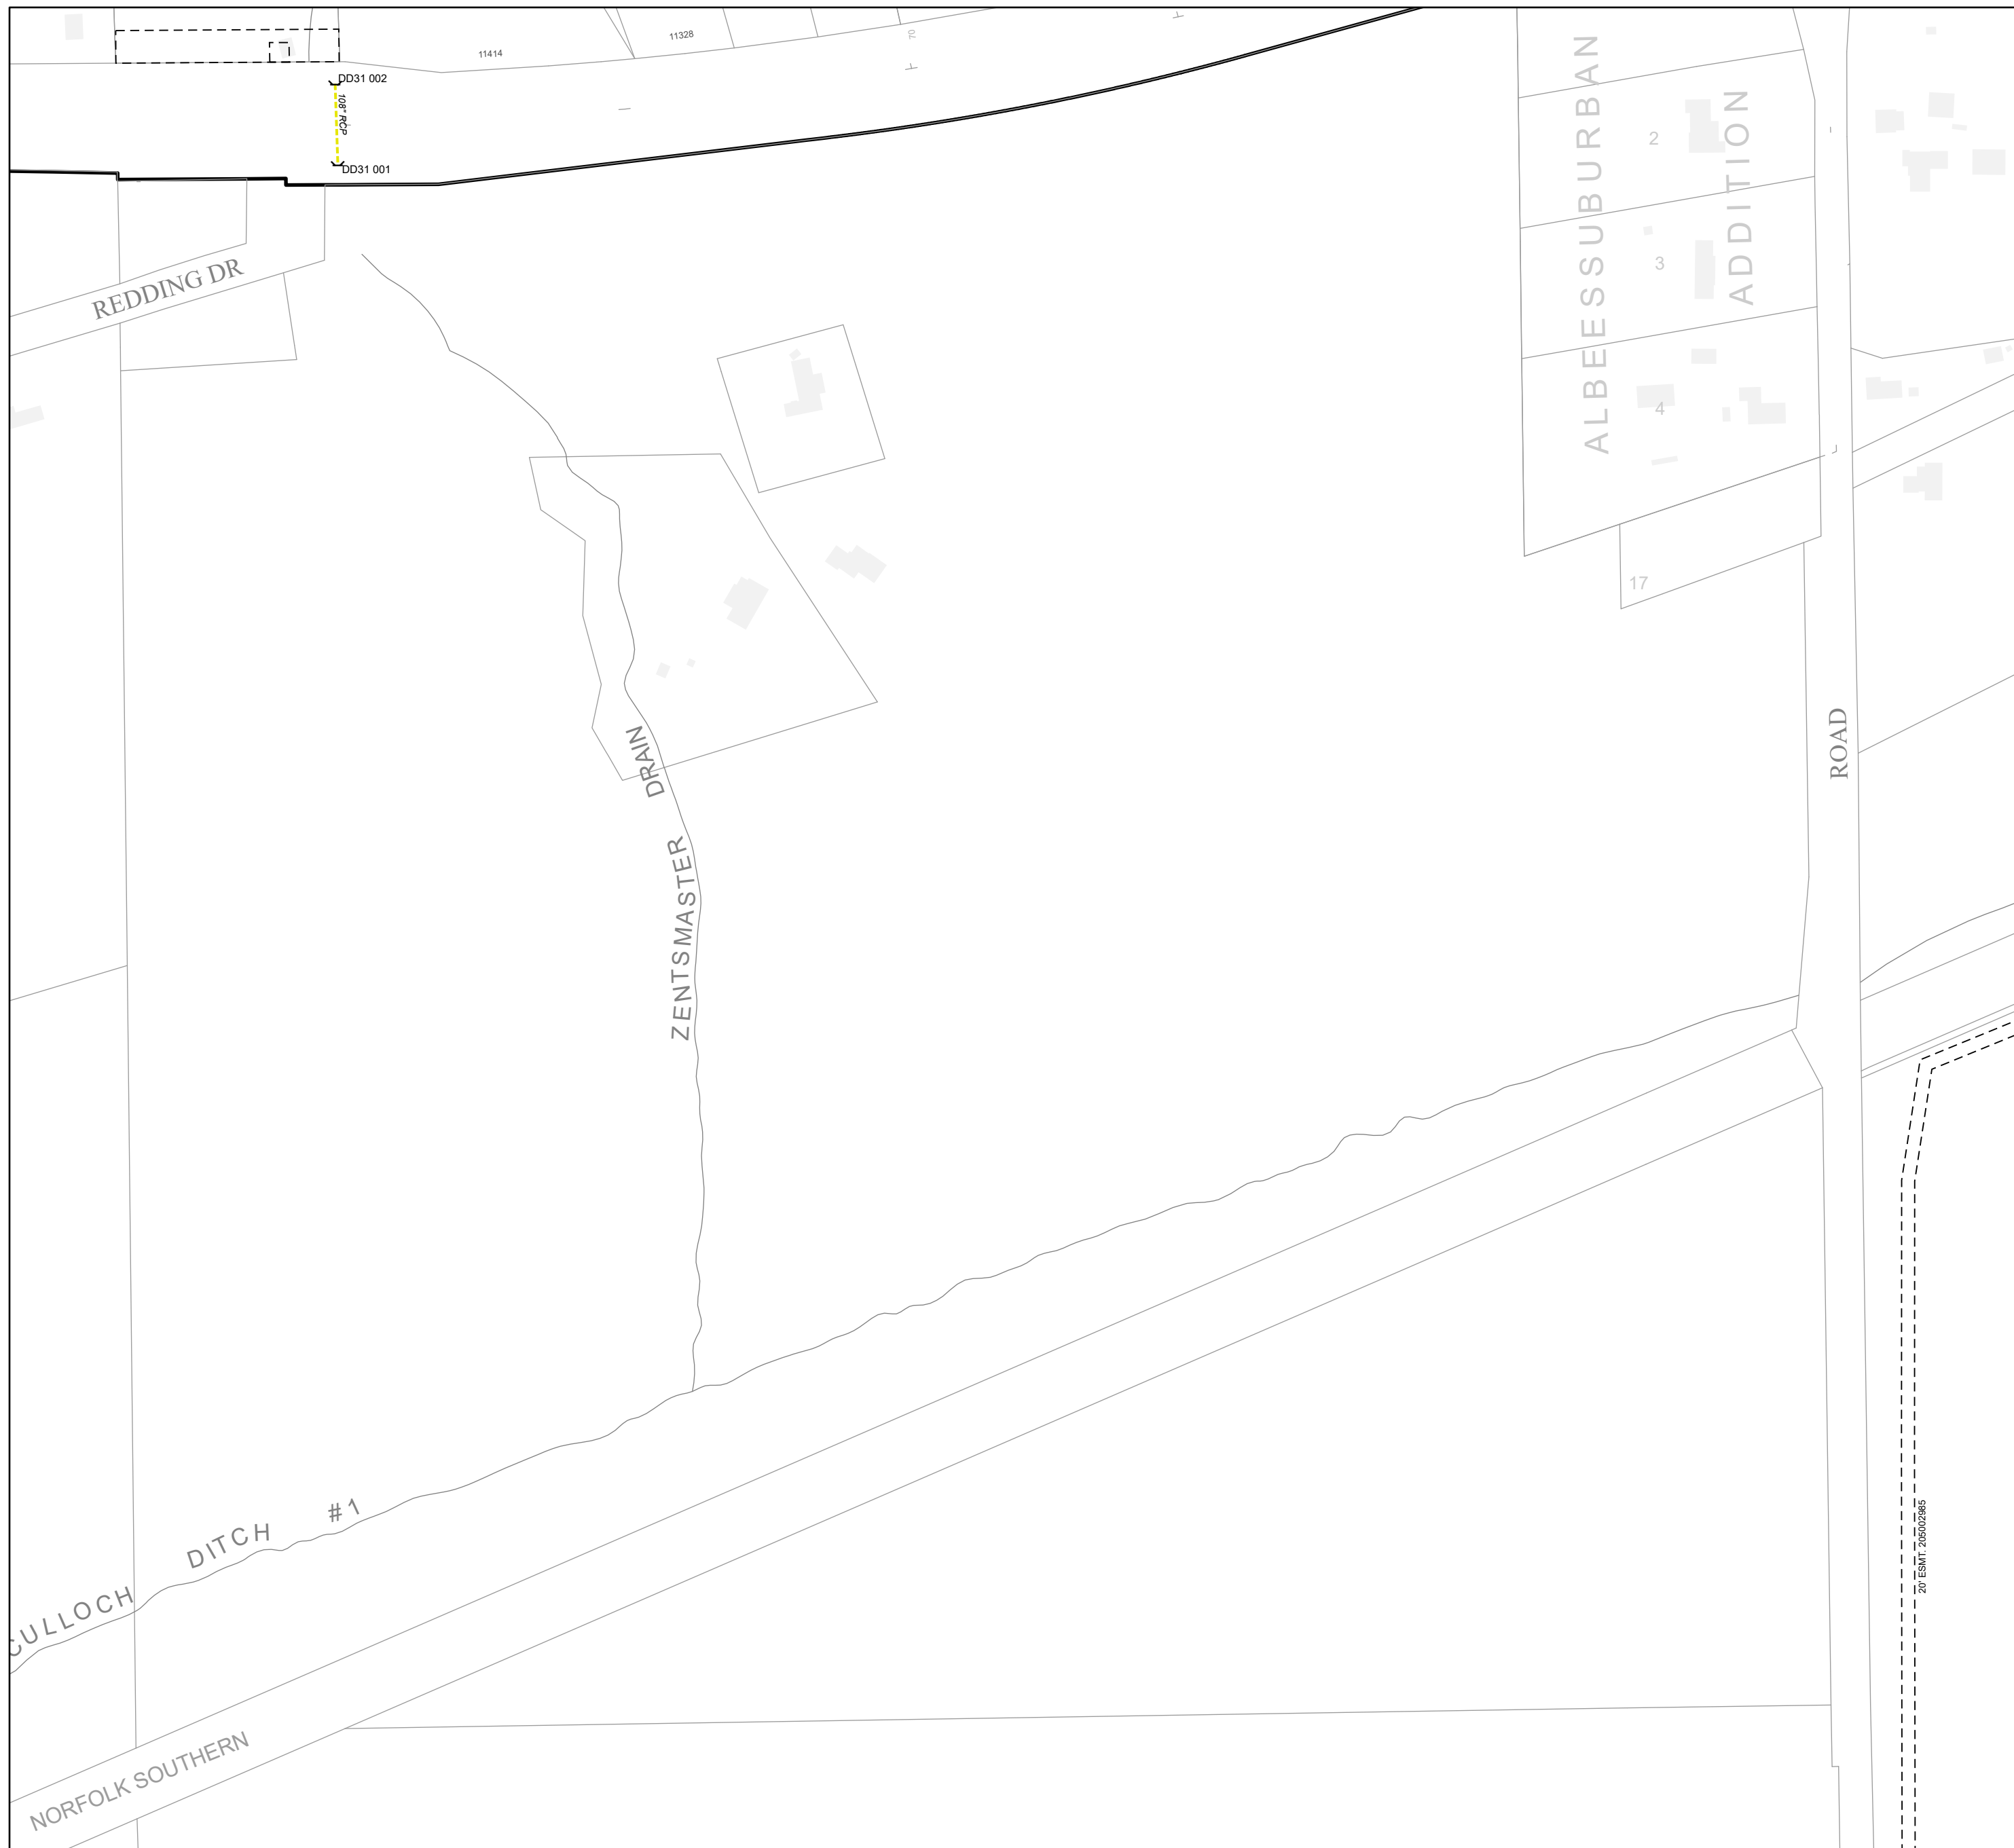 11414
11328
70
DD31 002
108" RCP
DD31 001
REDDING DR
ALBEESSUBURBAN
ADDITION
2
3
4
17
ROAD
DRAIN
ZENTSMASTER
DITCH #1
CULLOCH
NORFOLK SOUTHERN
20' ESMT. 205002985